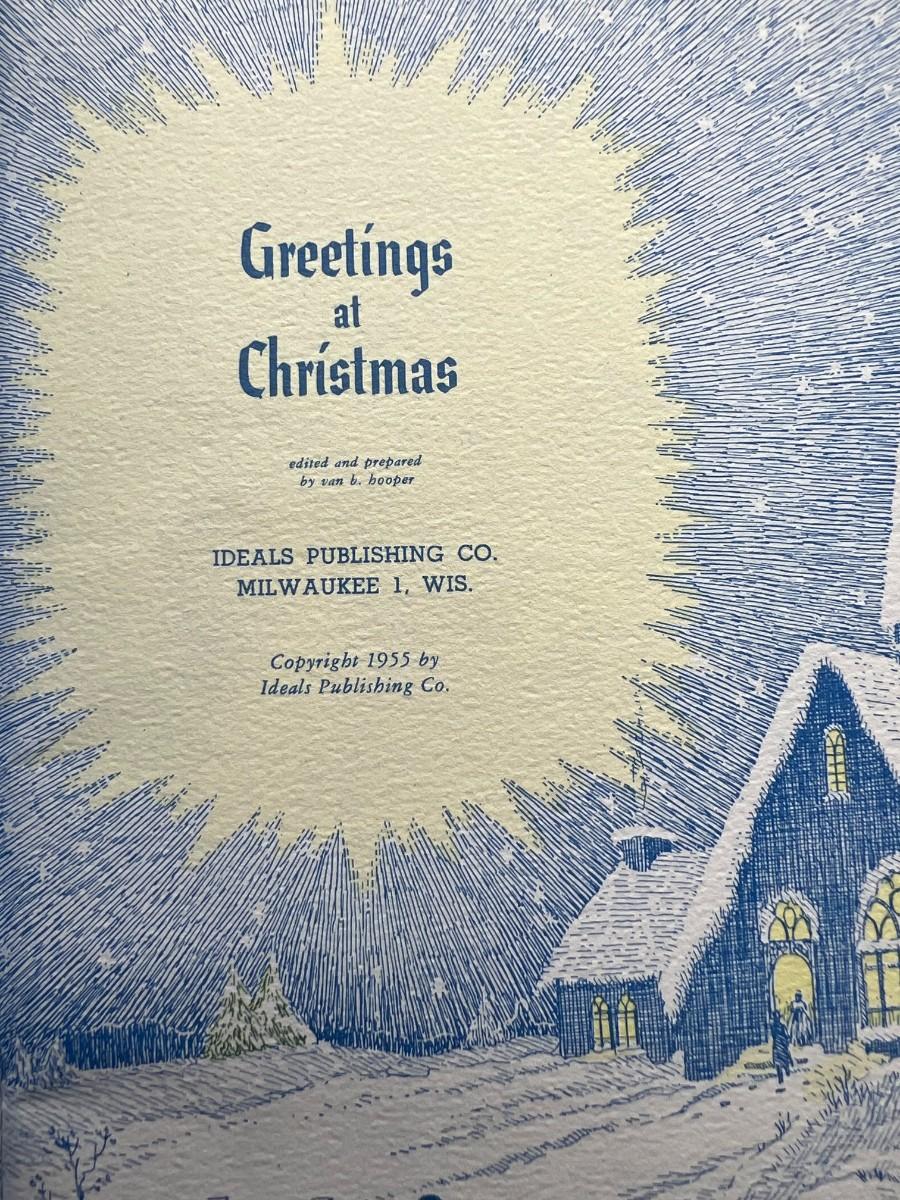 Greetings
at
Christmas
edited and prepared
by van b. hooper
IDEALS PUBLISHING CO.
MILWAUKEE 1, WIS.
Copyright 1955 by
Ideals Publishing Co.